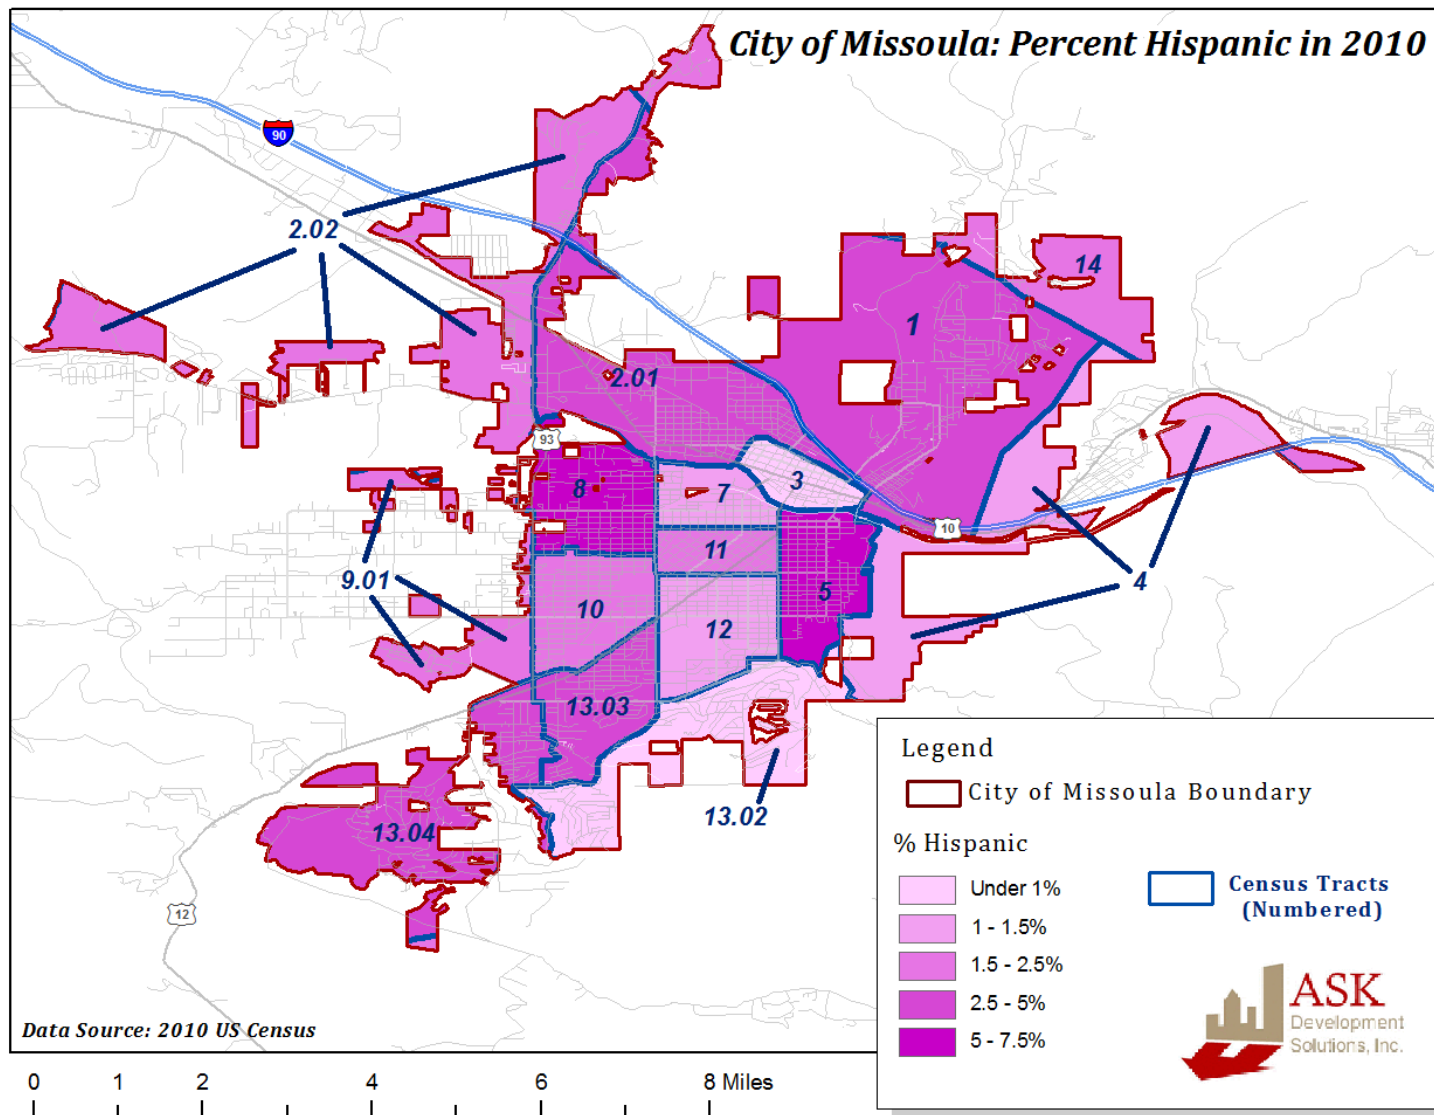 City of Missoula: Percent Hispanic in 2010
90
2.02
14
1
2.01
93
3
8
7
10
11
9.01
5
4
10
12
13.03
13.02
13.04
12
Legend
City of Missoula Boundary
% Hispanic
Under 1%
1 - 1.5%
1.5 - 2.5%
2.5 - 5%
5 - 7.5%
Census Tracts
(Numbered)
ASK
Development
Solutions, Inc.
Data Source: 2010 US Census
0 1 2 4 6 8 Miles